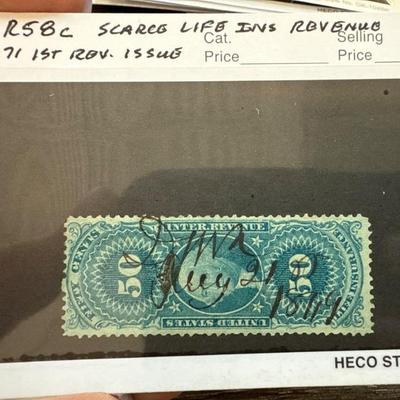 R58c SCARCE LIFE INS REVENUE
Cat. Selling
71 1ST REV. ISSUE Price Price
INTER. REVENUE
FIFTY CENTS 50 50 LIFE INSURANCE
Aug 21
UNITED STATES
HECO ST